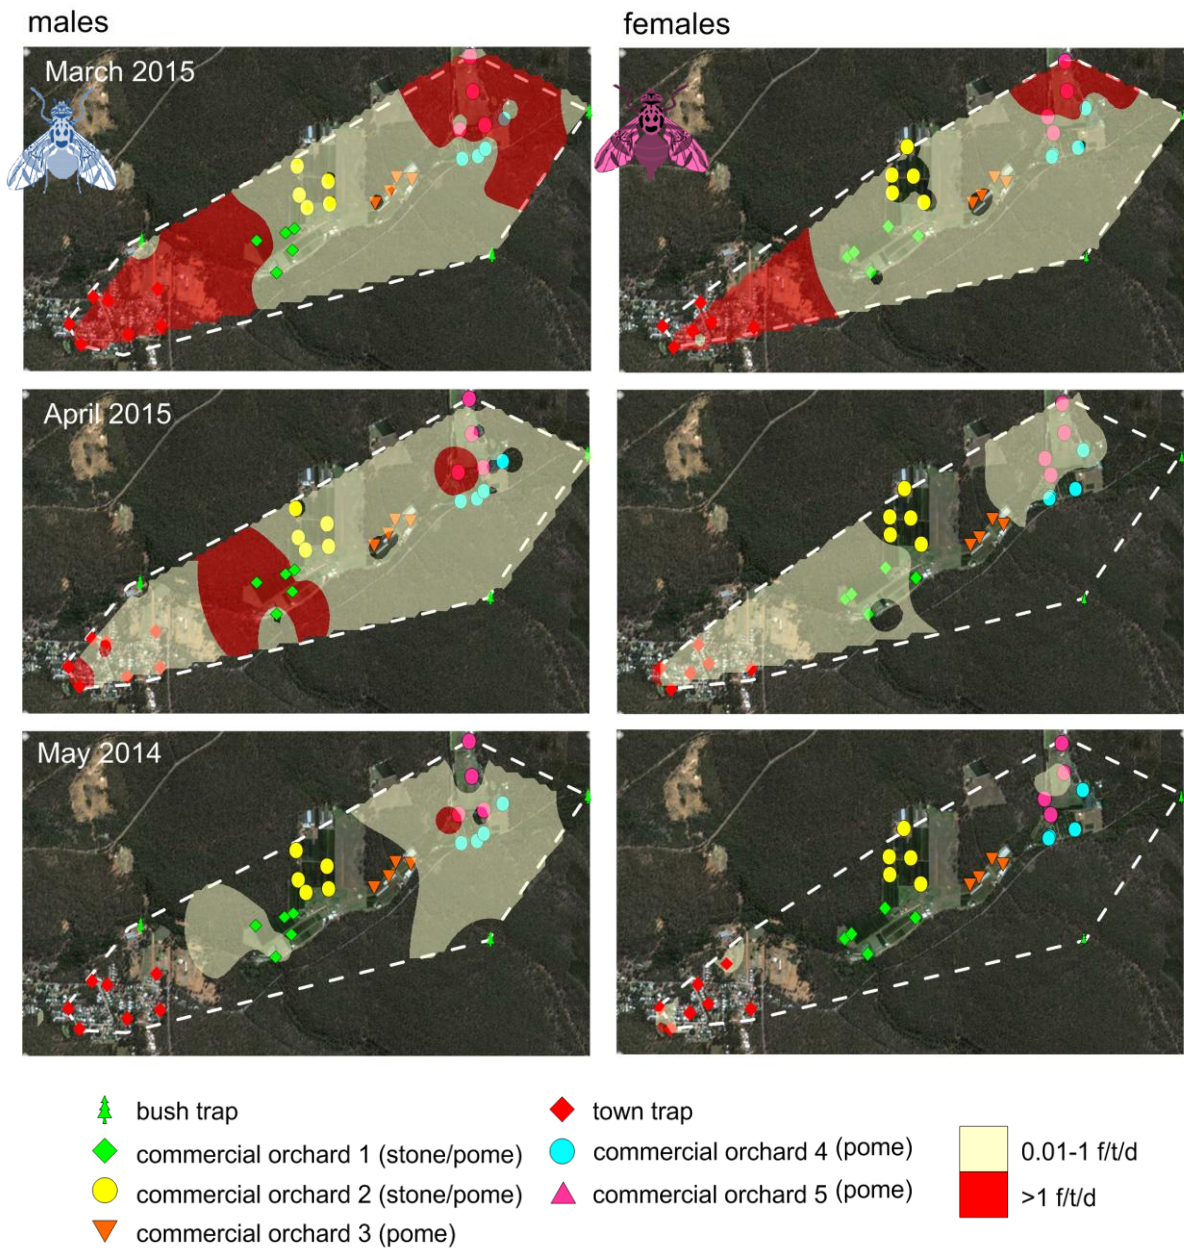 males
females
March 2015
April 2015
May 2014
bush trap
commercial orchard 1 (stone/pome)
commercial orchard 2 (stone/pome)
commercial orchard 3 (pome)
town trap
commercial orchard 4 (pome)
commercial orchard 5 (pome)
0.01-1 f/t/d
>1 f/t/d